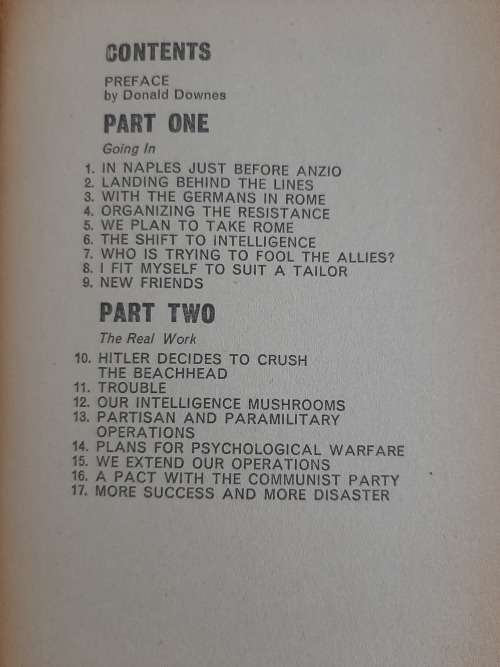 CONTENTS
PREFACE
by Donald Downes
PART ONE
Going In
1. IN NAPLES JUST BEFORE ANZIO
2. LANDING BEHIND THE LINES
3. WITH THE GERMANS IN ROME
4. ORGANIZING THE RESISTANCE
5. WE PLAN TO TAKE ROME
6. THE SHIFT TO INTELLIGENCE
7. WHO IS TRYING TO FOOL THE ALLIES?
8. I FIT MYSELF TO SUIT A TAILOR
9. NEW FRIENDS
PART TWO
The Real Work
10. HITLER DECIDES TO CRUSH
THE BEACHHEAD
11. TROUBLE
12. OUR INTELLIGENCE MUSHROOMS
13. PARTISAN AND PARAMILITARY
OPERATIONS
14. PLANS FOR PSYCHOLOGICAL WARFARE
15. WE EXTEND OUR OPERATIONS
16. A PACT WITH THE COMMUNIST PARTY
17. MORE SUCCESS AND MORE DISASTER